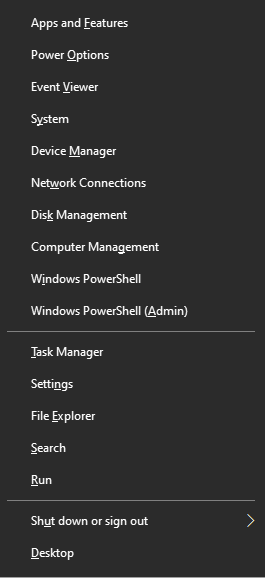 Apps and Features
Power Options
Event Viewer
System
Device Manager
Network Connections
Disk Management
Computer Management
Windows PowerShell
Windows PowerShell (Admin)
Task Manager
Settings
File Explorer
Search
Run
Shut down or sign out
Desktop